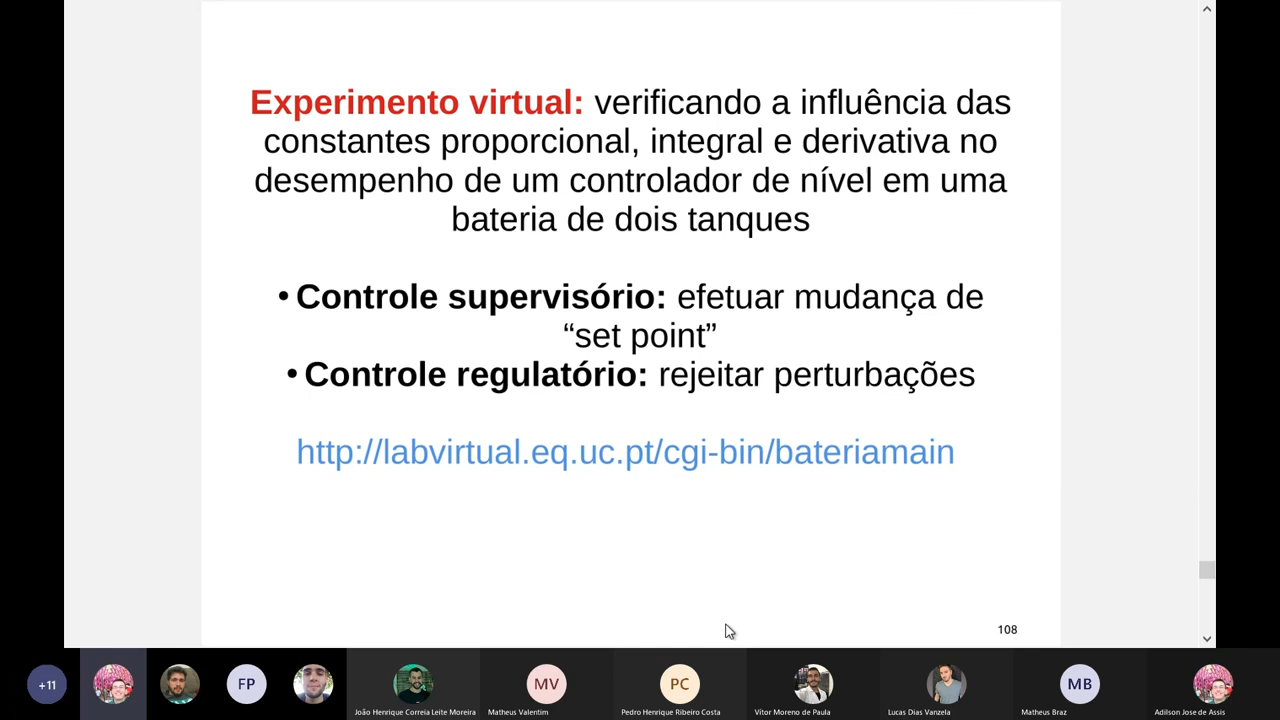 Experimento virtual: verificando a influência das
constantes proporcional, integral e derivativa no
desempenho de um controlador de nível em uma
bateria de dois tanques
• Controle supervisório: efetuar mudança de
“set point”
• Controle regulatório: rejeitar perturbações
http://labvirtual.eq.uc.pt/cgi-bin/bateriamain
108
+11
FP
João Henrique Correia Leite Moreira
MV
Matheus Valentim
PC
Pedro Henrique Ribeiro Costa
Vítor Moreno de Paula
Lucas Dias Vanzela
MB
Matheus Braz
Adilson Jose de Assis